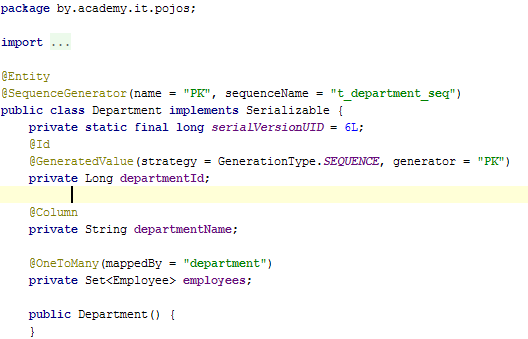 package by.academy.it.pojos;
import ...
@Entity
@SequenceGenerator(name = "PK", sequenceName = "t_department_seq")
public class Department implements Serializable {
private static final long serialVersionUID = 6L;
@Id
@GeneratedValue(strategy = GenerationType.SEQUENCE, generator = "PK")
private Long departmentId;
@Column
private String departmentName;
@OneToMany(mappedBy = "department")
private Set<Employee> employees;
public Department() {
}